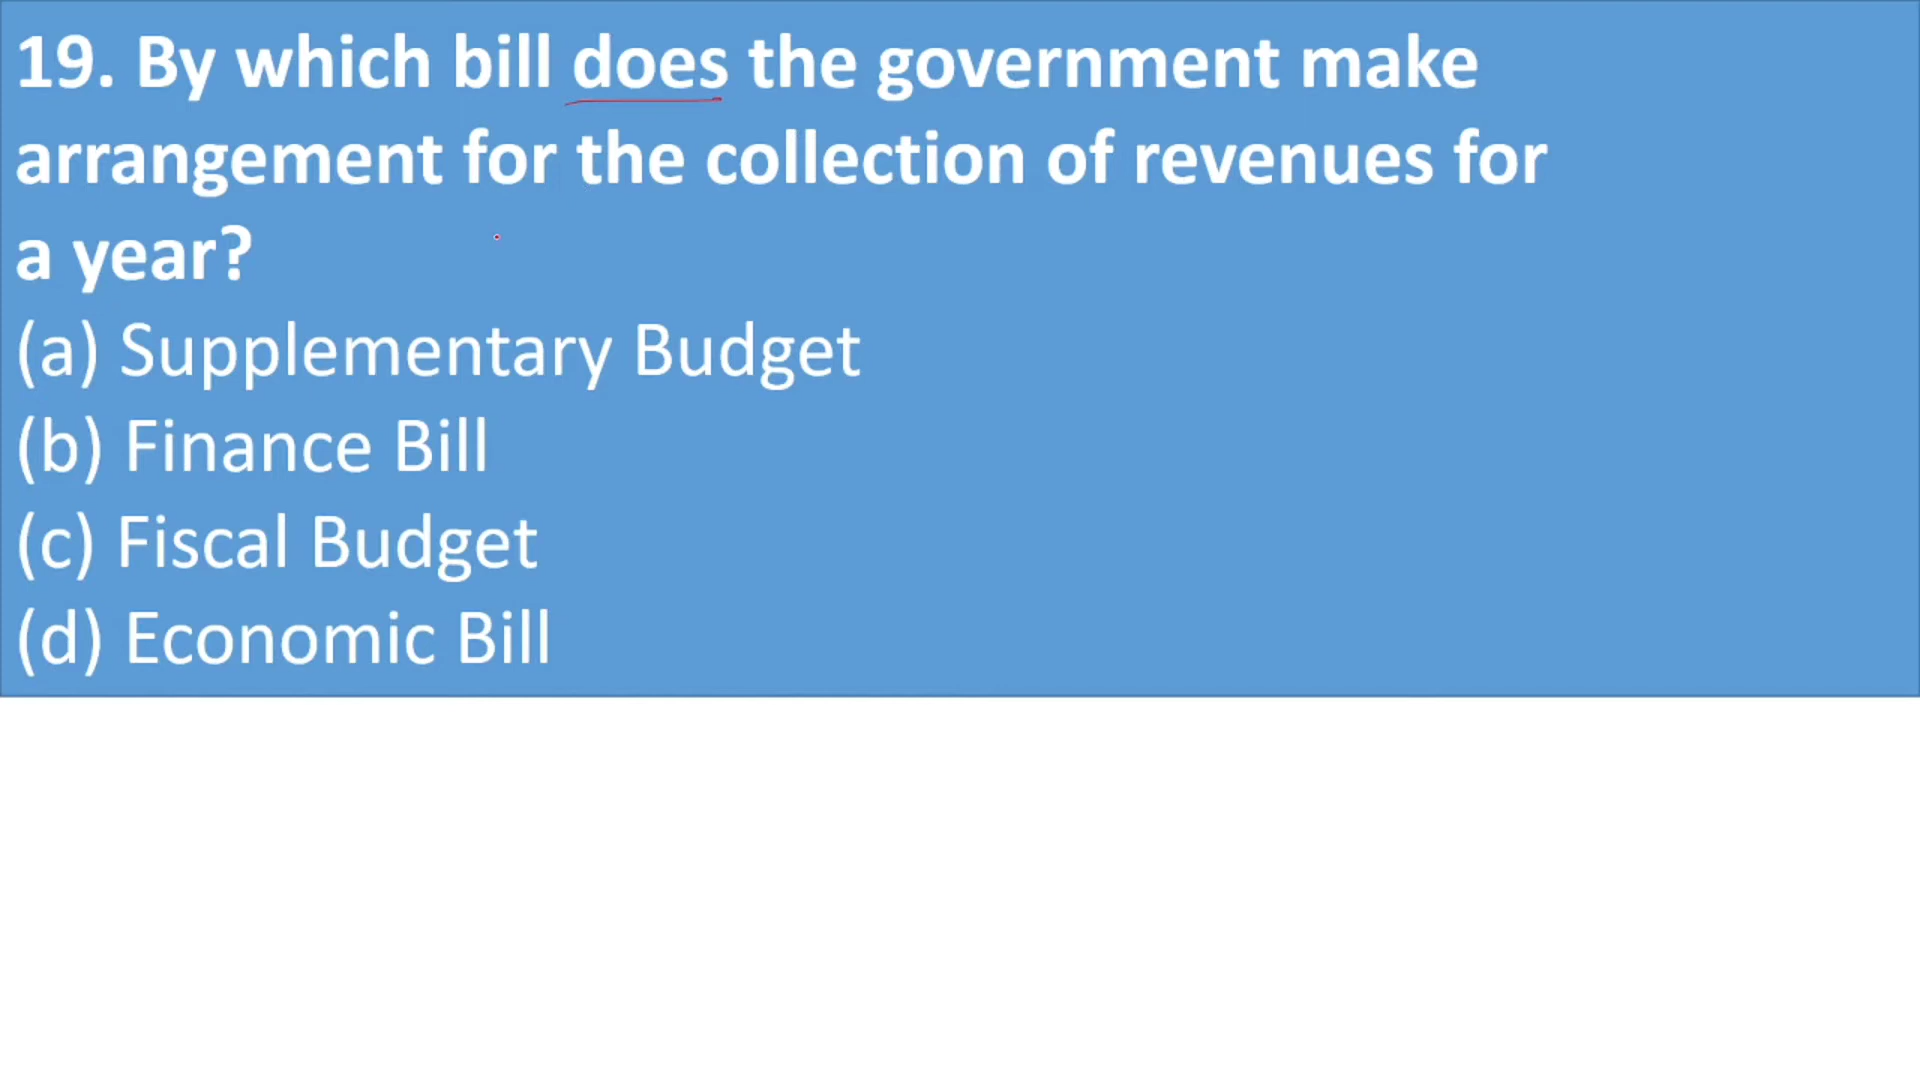 19. By which bill does the government make
arrangement for the collection of revenues for
a year?
(a) Supplementary Budget
(b) Finance Bill
(c) Fiscal Budget
(d) Economic Bill